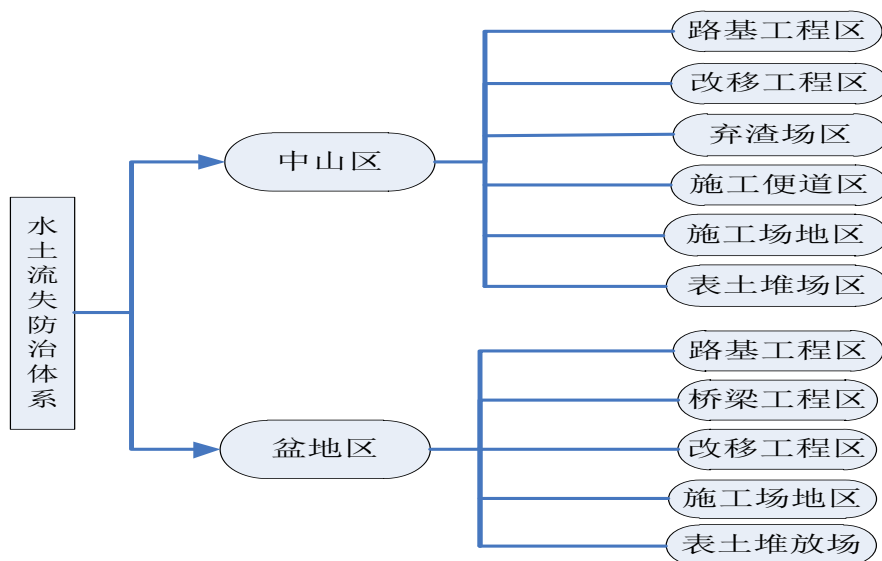 水土流失防治体系
中山区
路基工程区
改移工程区
弃渣场区
施工便道区
施工场地区
表土堆场区
盆地区
路基工程区
桥梁工程区
改移工程区
施工场地区
表土堆放场